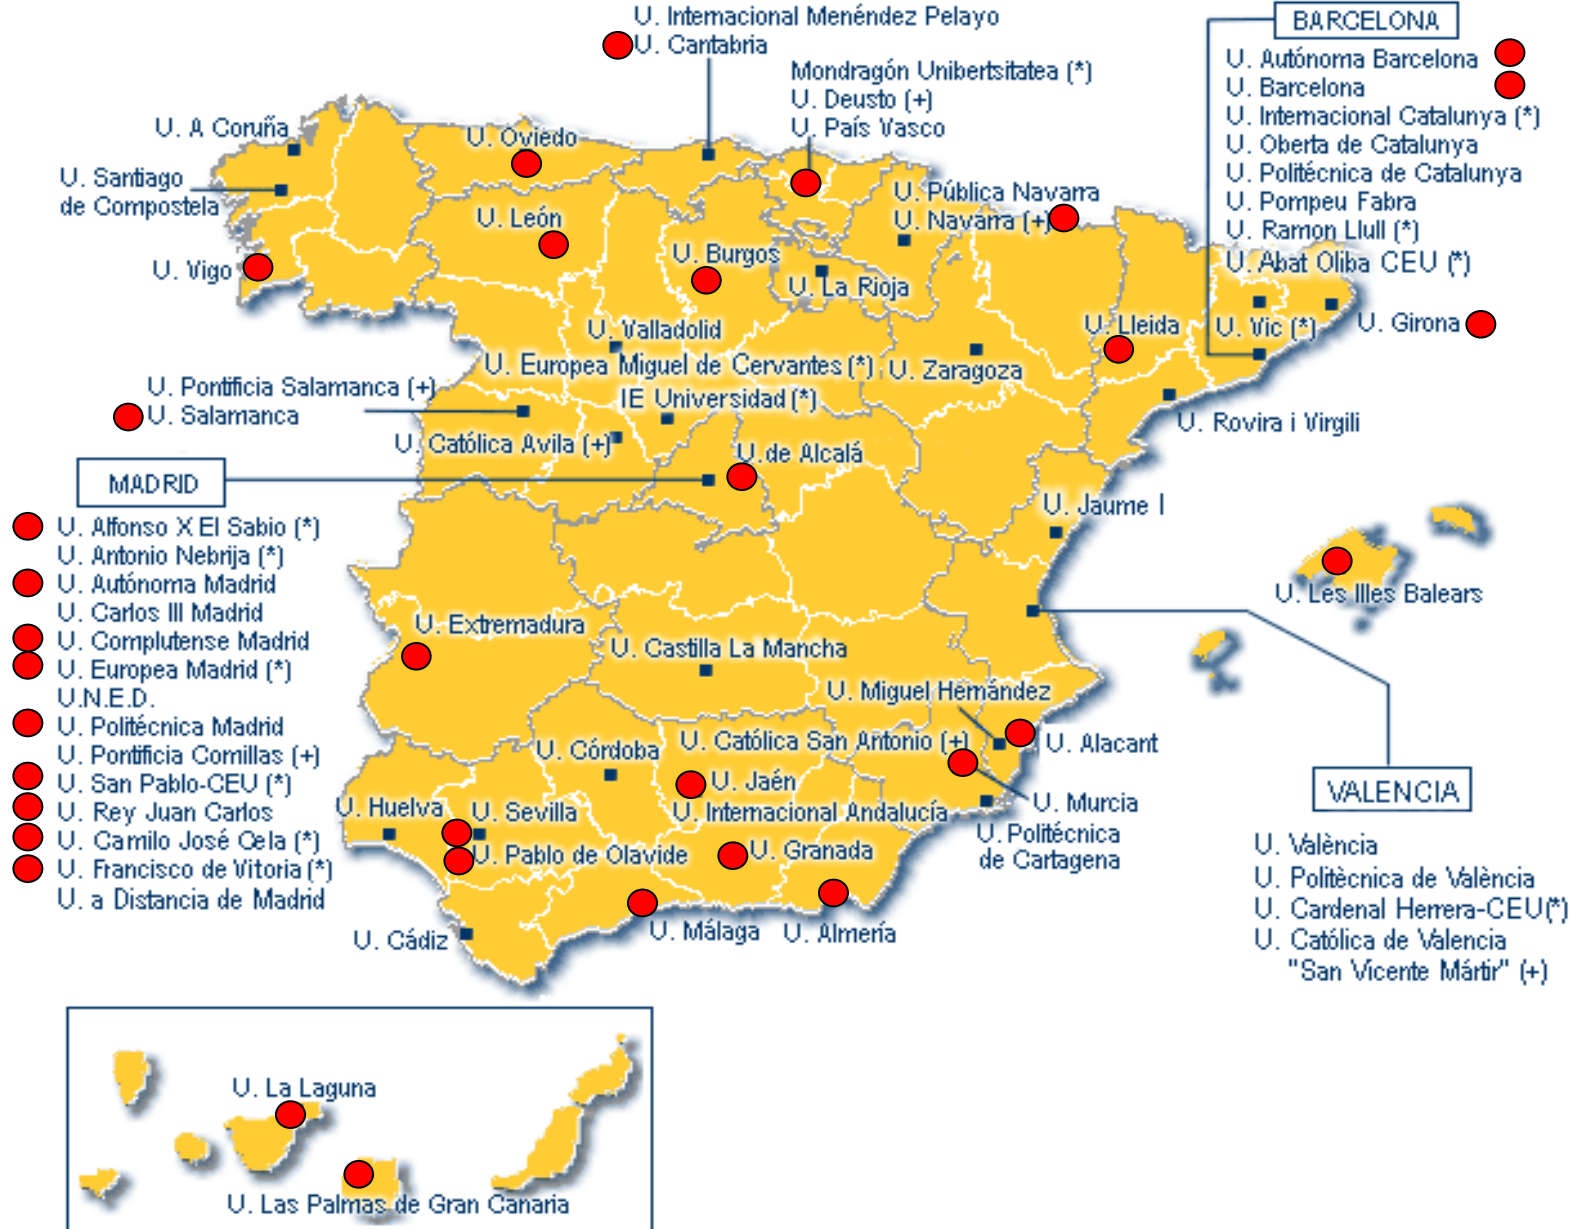 U. Internacional Menéndez Pelayo
U. Cantabria
BARCELONA
U. Autónoma Barcelona
U. Barcelona
U. Internacional Catalunya (*)
U. Oberta de Catalunya
U. Politécnica de Catalunya
U. Pompeu Fabra
U. Ramon Llull (*)
U. Abat Oliba CEU (*)
Mondragón Unibertsitatea (*)
U. Deusto (+)
U. País Vasco
U. A Coruña
U. Oviedo
U. Santiago
de Compostela
U. Pública Navarra
U. Navarra (+)
U. León
U. Burgos
U. Vigo
U. La Rioja
U. Valladolid
U. Lleida
U. Vic (*)
U. Girona
U. Europea Miguel de Cervantes (*)
U. Zaragoza
U. Pontificia Salamanca (+)
U. Salamanca
IE Universidad (*)
U. Rovira i Virgili
U. Católica Avila (+)
U.de Alcalá
MADRID
U. Alfonso X El Sabio (*)
U. Antonio Nebrija (*)
U. Autónoma Madrid
U. Carlos III Madrid
U. Complutense Madrid
U. Europea Madrid (*)
U.N.E.D.
U. Politécnica Madrid
U. Pontificia Comillas (+)
U. San Pablo-CEU (*)
U. Rey Juan Carlos
U. Camilo José Cela (*)
U. Francisco de Vitoria (*)
U. a Distancia de Madrid
U. Jaume I
U. Les Illes Balears
U. Extremadura
U. Castilla La Mancha
U. Miguel Hernández
U. Córdoba
U. Católica San Antonio (+)
U. Alacant
U. Jaén
U. Huelva
U. Sevilla
U. Internacional Andalucía
U. Murcia
U. Pablo de Olavide
U. Granada
U. Politécnica
de Cartagena
U. Cádiz
U. Málaga
U. Almería
VALENCIA
U. València
U. Politècnica de València
U. Cardenal Herrera-CEU(*)
U. Católica de Valencia
"San Vicente Mártir" (+)
U. La Laguna
U. Las Palmas de Gran Canaria